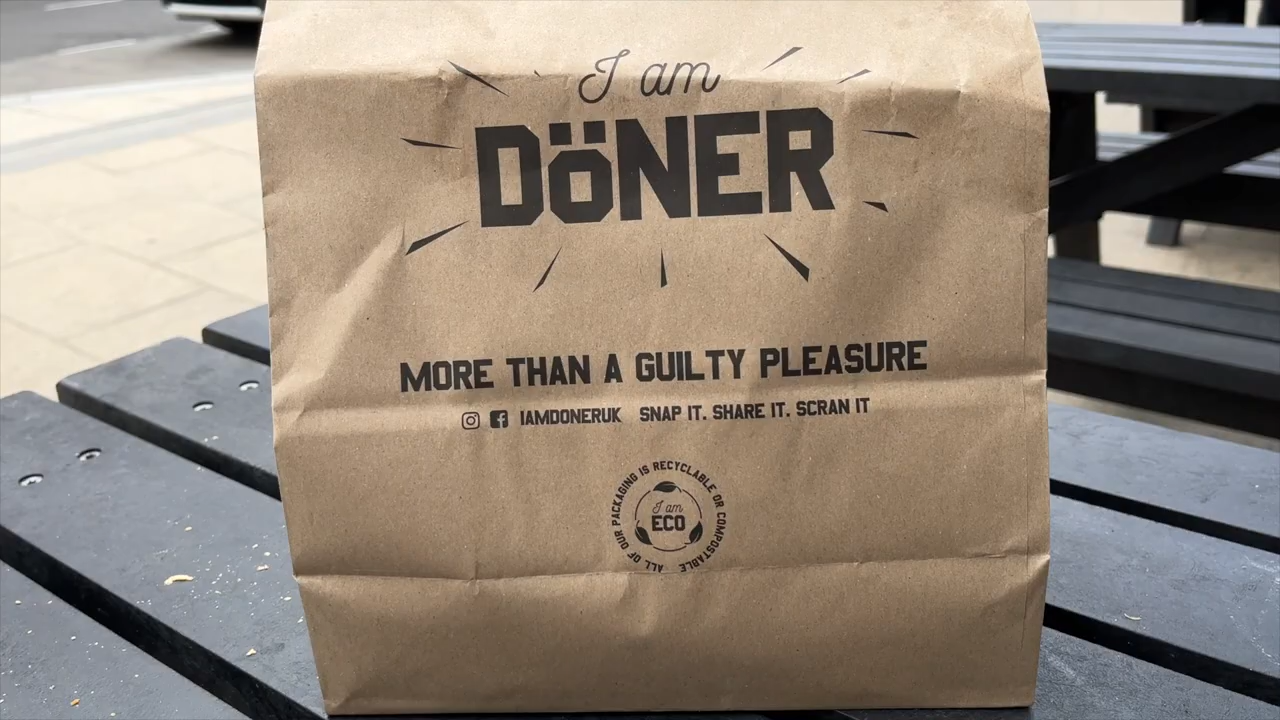 I am
DÖNER
MORE THAN A GUILTY PLEASURE
IAMDONERUK SNAP IT. SHARE IT. SCRAN IT
ALL OF OUR PACKAGING IS RECYCLABLE OR COMPOSTABLE
I am
ECO